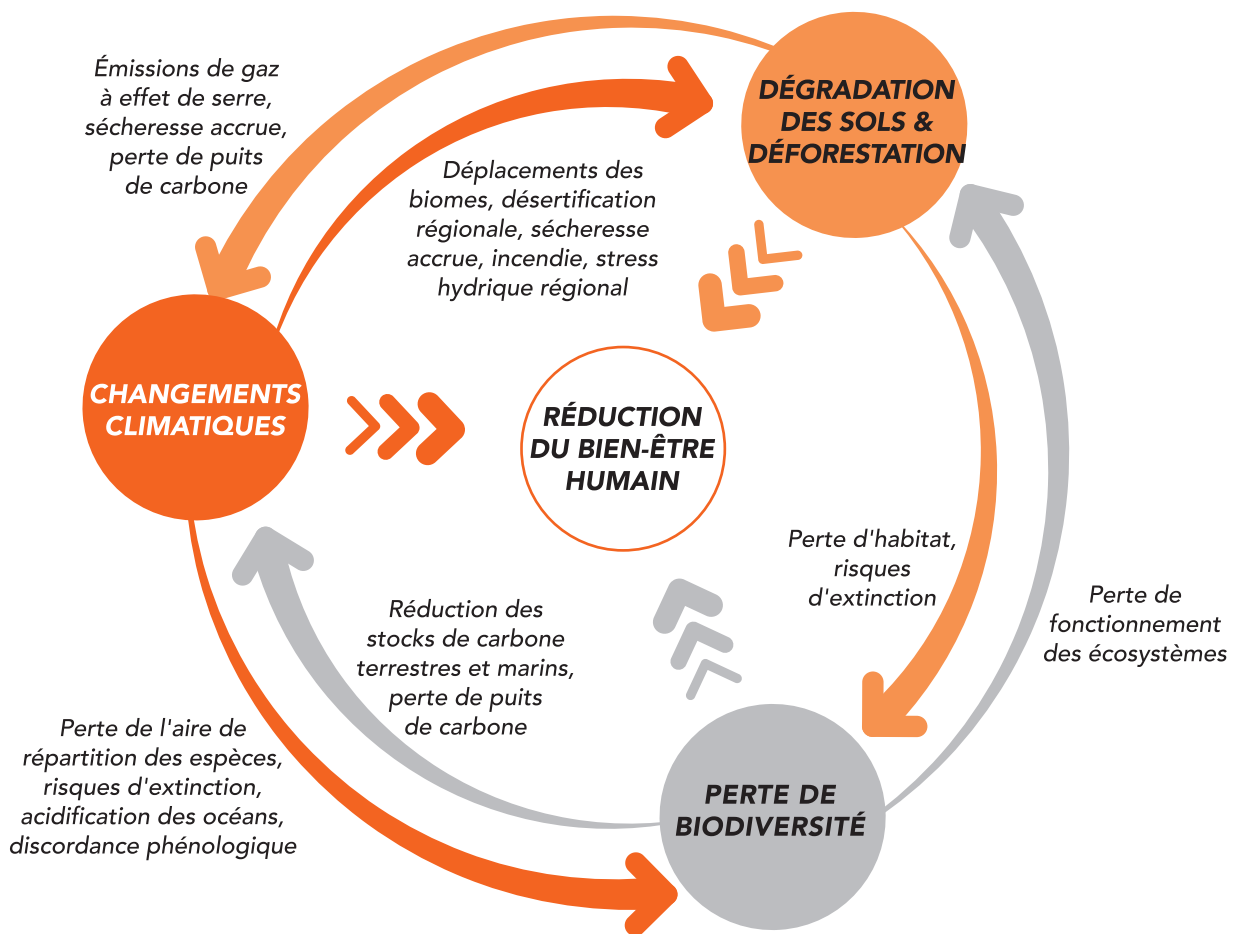 Émissions de gaz
à effet de serre,
sécheresse accrue,
perte de puits
de carbone
DÉGRADATION
DES SOLS &
DÉFORESTATION
Déplacements des
biomes, désertification
régionale, sécheresse
accrue, incendie, stress
hydrique régional
CHANGEMENTS
CLIMATIQUES
RÉDUCTION
DU BIEN-ÊTRE
HUMAIN
Perte d'habitat,
risques
d'extinction
Perte de
fonctionnement
des écosystèmes
Réduction des
stocks de carbone
terrestres et marins,
perte de puits
de carbone
Perte de l'aire de
répartition des espèces,
risques d'extinction,
acidification des océans,
discordance phénologique
PERTE DE
BIODIVERSITÉ